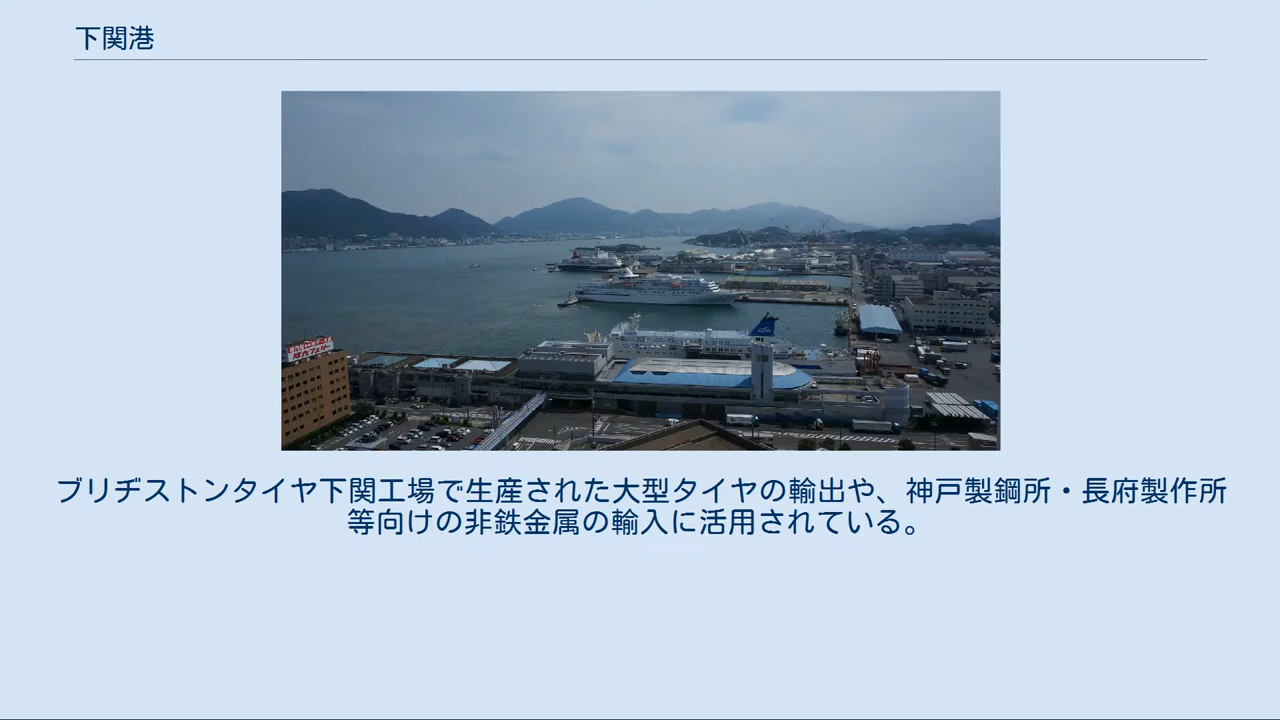 下関港
ブリヂストンタイヤ下関工場で生産された大型タイヤの輸出や、神戸製鋼所・長府製作所
等向けの非鉄金属の輸入に活用されている。